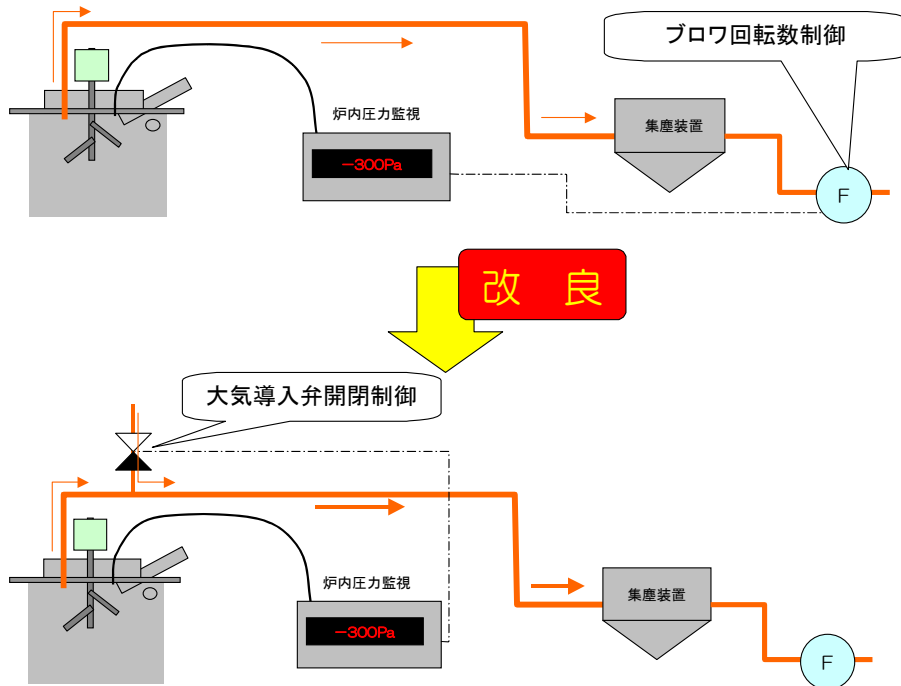 ブロワ回転数制御
炉内圧力監視
集塵装置
−300Pa
F
改 良
大気導入弁開閉制御
炉内圧力監視
集塵装置
−300Pa
F